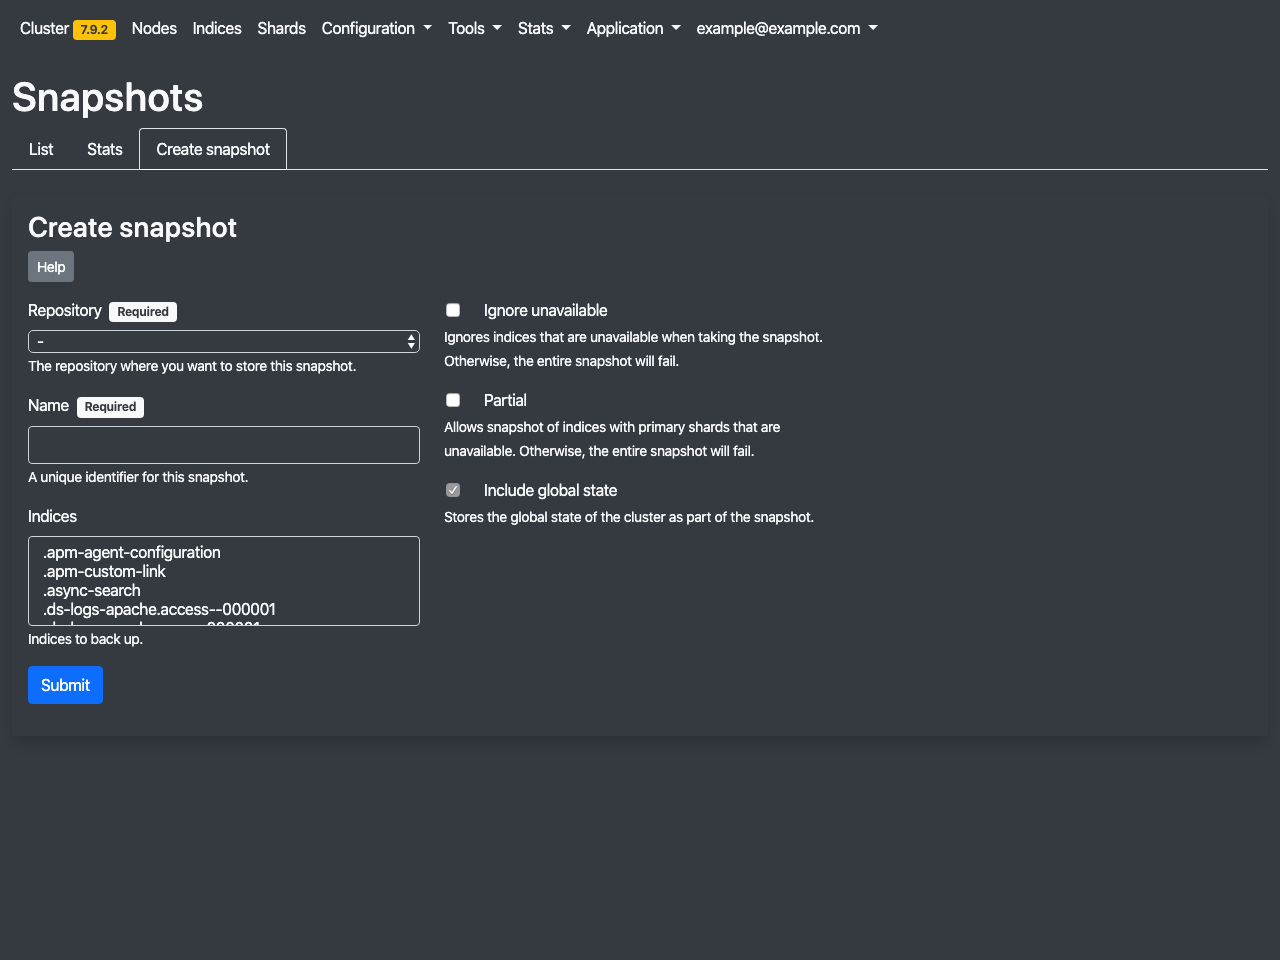 Cluster 7.9.2 Nodes Indices Shards Configuration Tools Stats Application example@example.com
Snapshots
List Stats Create snapshot
Create snapshot
Help
Repository Required
-
The repository where you want to store this snapshot.
Name Required
A unique identifier for this snapshot.
Indices
.apm-agent-configuration
.apm-custom-link
.async-search
.ds-logs-apache.access--000001
Indices to back up.
Submit
Ignore unavailable
Ignores indices that are unavailable when taking the snapshot.
Otherwise, the entire snapshot will fail.
Partial
Allows snapshot of indices with primary shards that are
unavailable. Otherwise, the entire snapshot will fail.
Include global state
Stores the global state of the cluster as part of the snapshot.